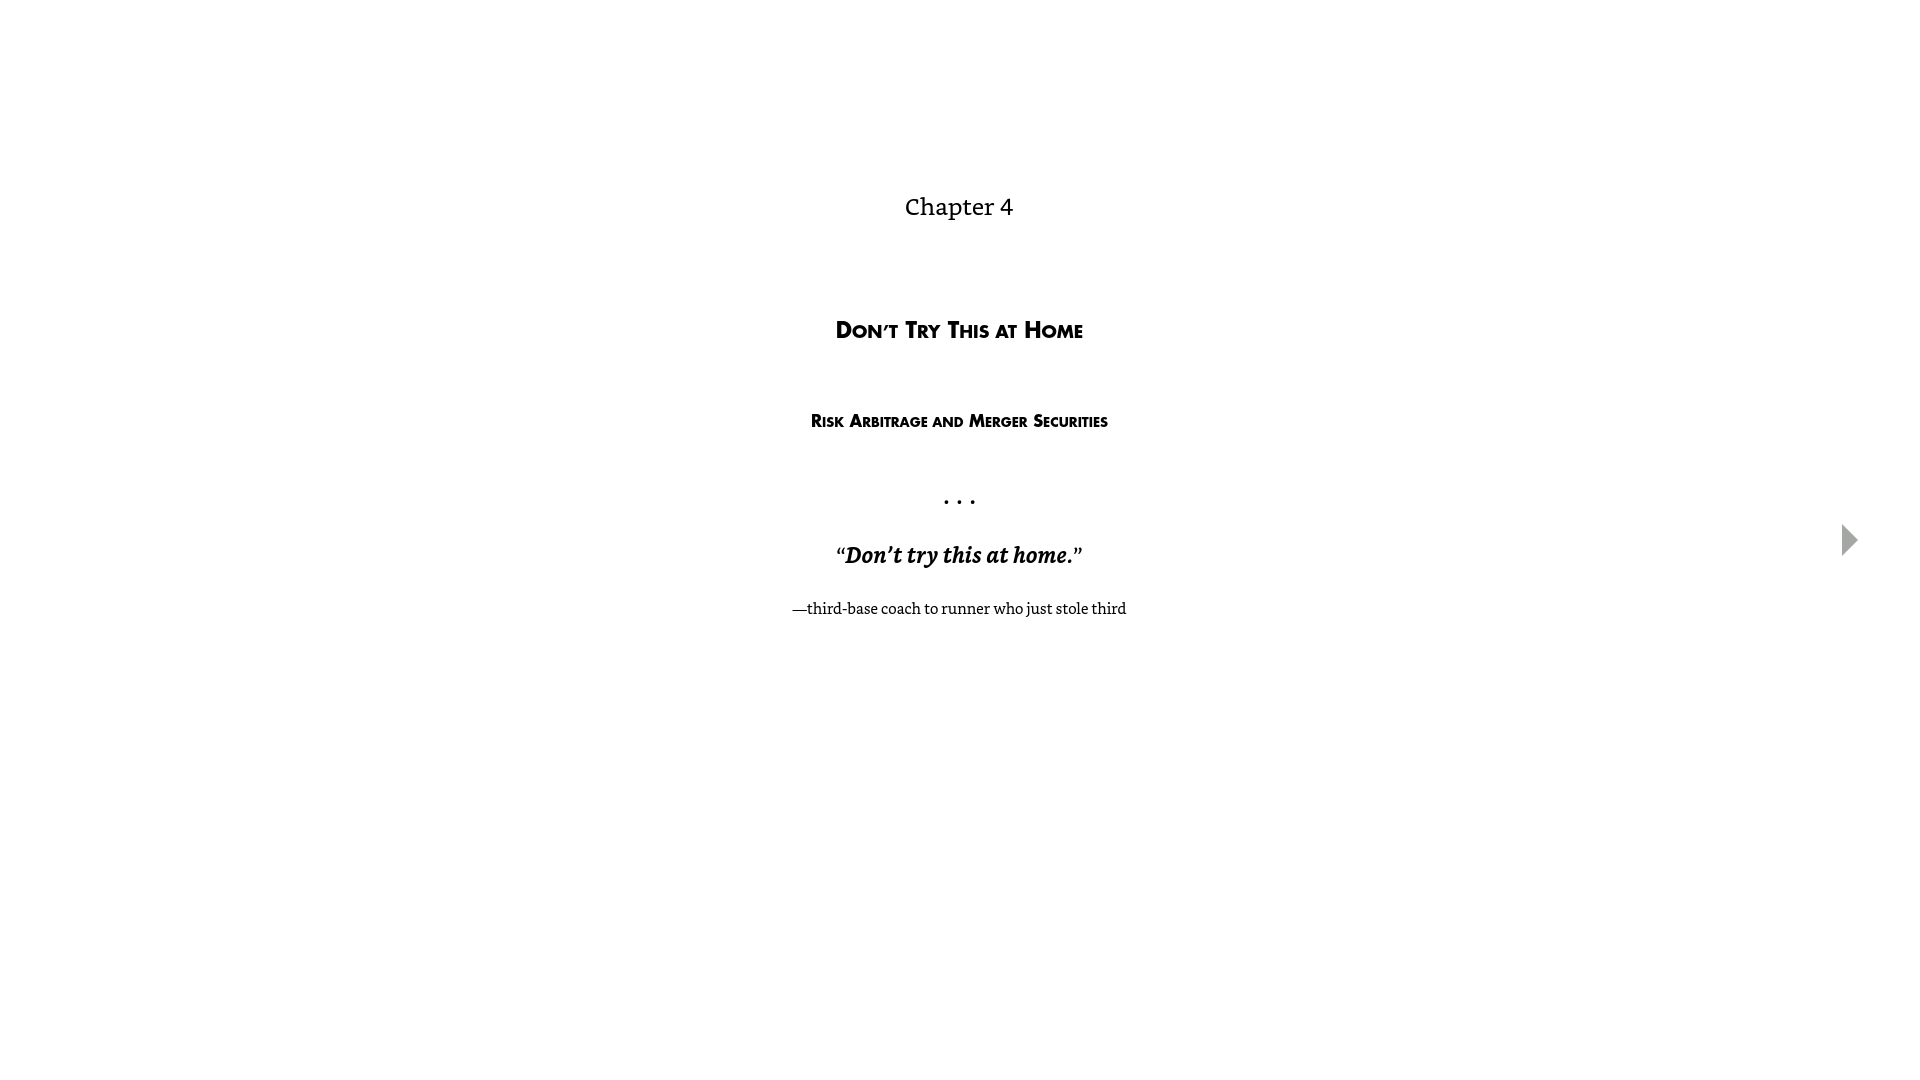 Chapter 4
Don’t Try This at Home
Risk Arbitrage and Merger Securities
. . .
“Don’t try this at home.”
—third-base coach to runner who just stole third